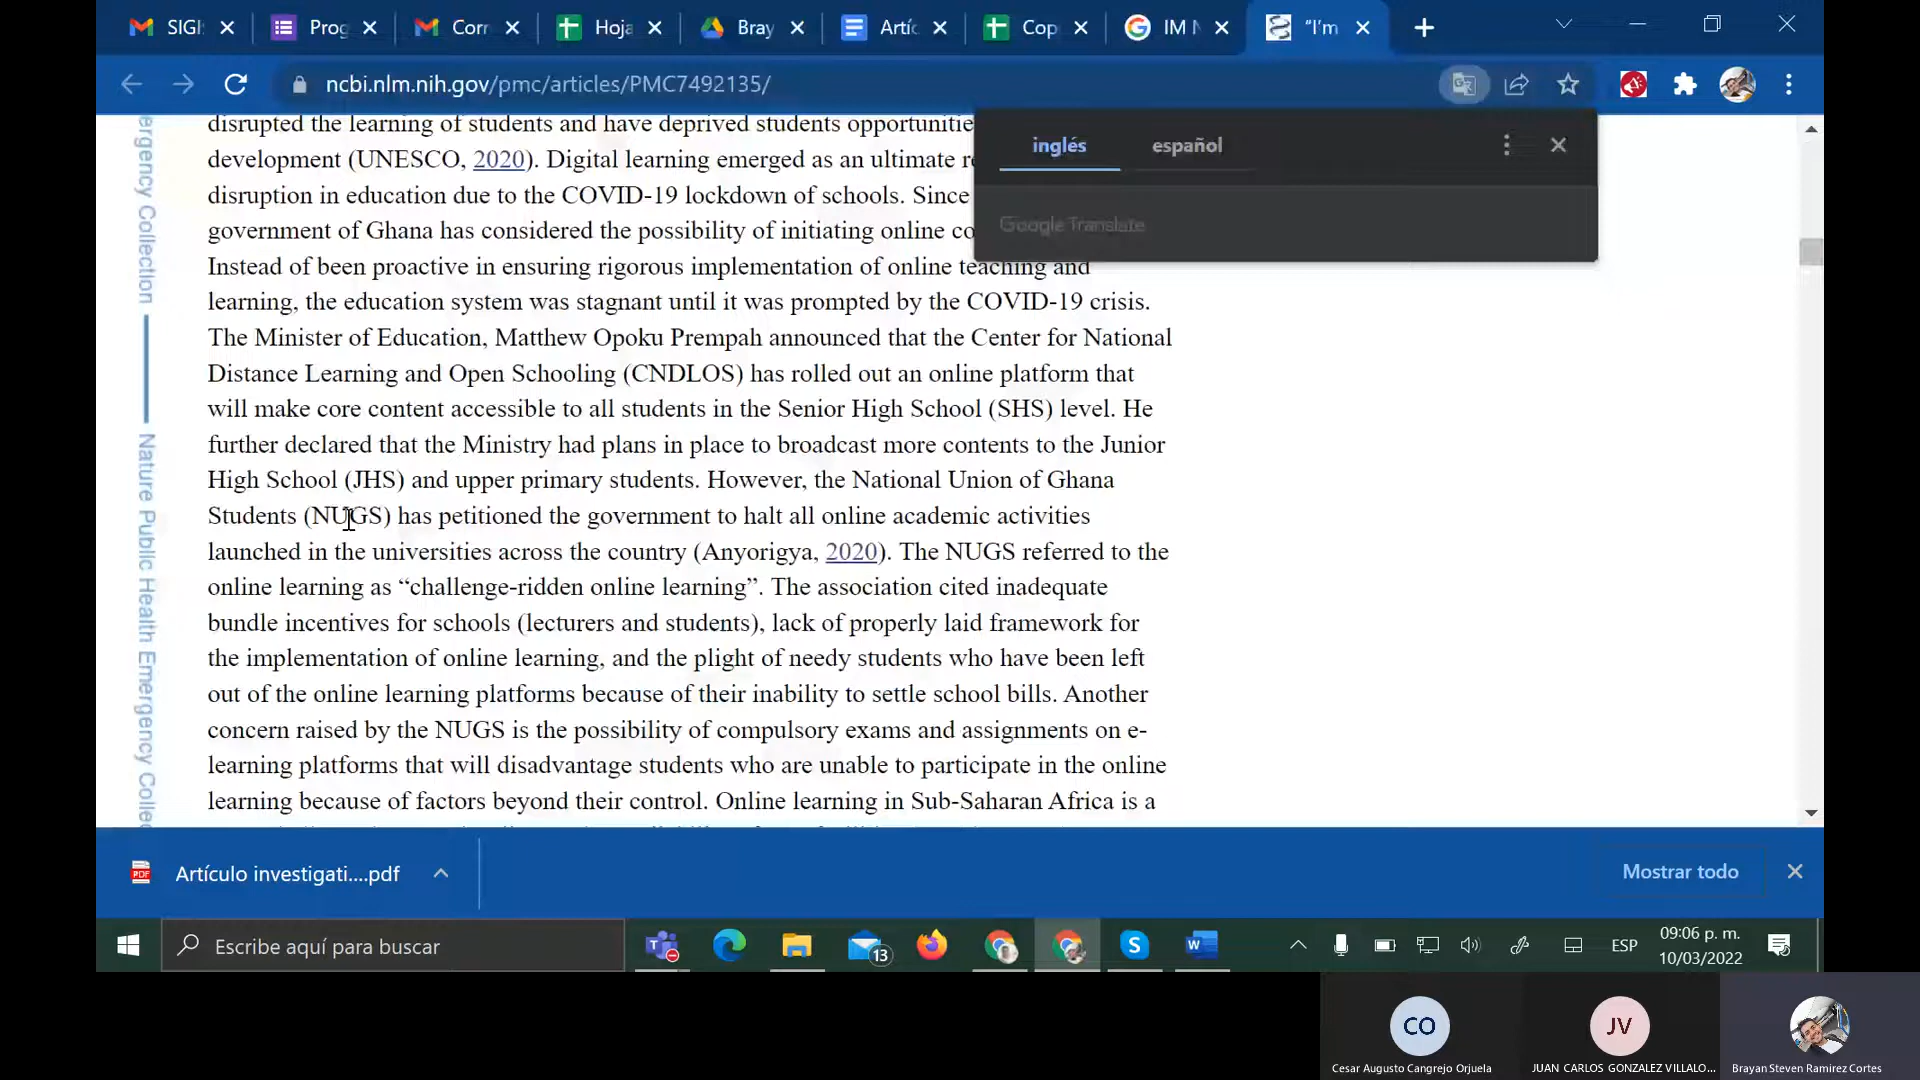 SIGI
Prog
Corr
Hoja
Bray
Artíc
Cop
IM N
"I'm
ncbi.nlm.nih.gov/pmc/articles/PMC7492135/
inglés
español
Google Translate
disrupted the learning of students and have deprived students opportunitie
development (UNESCO, 2020). Digital learning emerged as an ultimate re
disruption in education due to the COVID-19 lockdown of schools. Since
government of Ghana has considered the possibility of initiating online co
Instead of been proactive in ensuring rigorous implementation of online teaching and
learning, the education system was stagnant until it was prompted by the COVID-19 crisis.
The Minister of Education, Matthew Opoku Prempah announced that the Center for National
Distance Learning and Open Schooling (CNDLOS) has rolled out an online platform that
will make core content accessible to all students in the Senior High School (SHS) level. He
further declared that the Ministry had plans in place to broadcast more contents to the Junior
High School (JHS) and upper primary students. However, the National Union of Ghana
Students (NUGS) has petitioned the government to halt all online academic activities
launched in the universities across the country (Anyorigya, 2020). The NUGS referred to the
online learning as “challenge-ridden online learning”. The association cited inadequate
bundle incentives for schools (lecturers and students), lack of properly laid framework for
the implementation of online learning, and the plight of needy students who have been left
out of the online learning platforms because of their inability to settle school bills. Another
concern raised by the NUGS is the possibility of compulsory exams and assignments on e-
learning platforms that will disadvantage students who are unable to participate in the online
learning because of factors beyond their control. Online learning in Sub-Saharan Africa is a
ergency Collection
Nature Public Health Emergency Collec
PDF
Artículo investigati....pdf
Mostrar todo
Escribe aquí para buscar
13
ESP
09:06 p. m.
10/03/2022
CO
JV
Cesar Augusto Cangrejo Orjuela
JUAN CARLOS GONZALEZ VILLALO...
Brayan Steven Ramirez Cortes